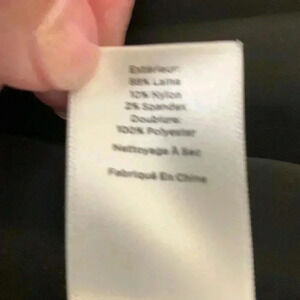 Extérieur:
88% Laine
10% Nylon
2% Spandex
Doublure:
100% Polyester
Nettoyage À Sec
Fabriqué En Chine